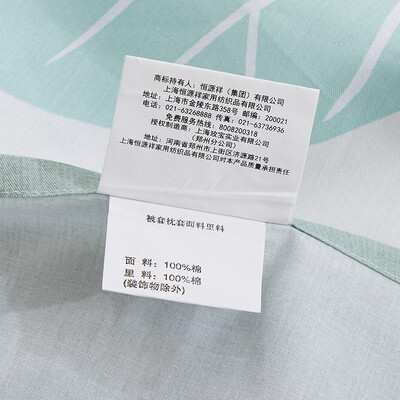 商标持有人：恒源祥（集团）有限公司
上海恒源祥家用纺织品有限公司
地址：上海市金陵东路358号 邮编：200021
电话：021-63268888 传真：021-63736936
免费服务热线：8008200318
授权制造商：上海玫宝实业有限公司
（郑州分公司）
地址：河南省郑州市上街区济源路21号
上海恒源祥家用纺织品有限公司对本产品质量承担责任
被套枕套面料里料
面 料：100%棉
里 料：100%棉
(装饰物除外)